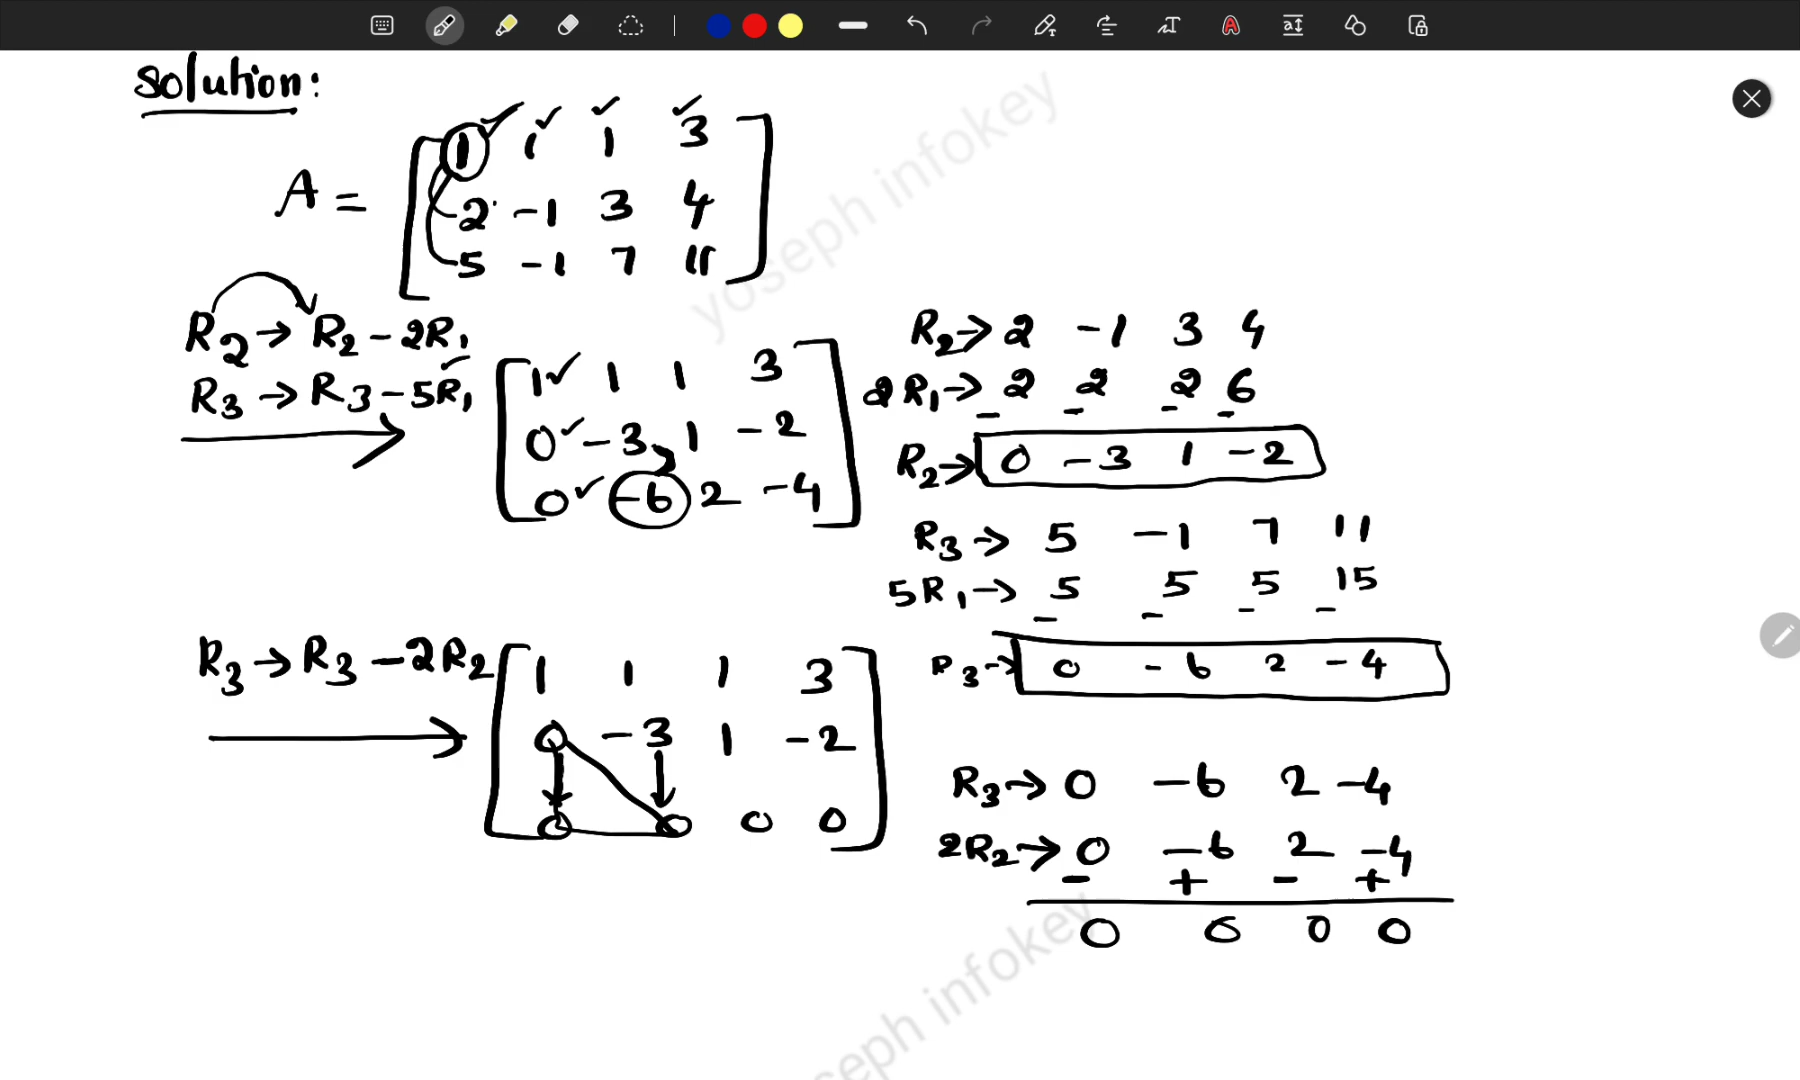 Solution:
A = [ 1 1 1 3
2 -1 3 4
5 -1 7 11 ]
R2 → R2 - 2R1
R3 → R3 - 5R1
[ 1 1 1 3
0 -3 1 -2
0 -6 2 -4 ]
R2 → 2 -1 3 4
2R1 → 2 2 2 6
- - - -
R2 → 0 -3 1 -2
R3 → 5 -1 7 11
5R1 → 5 5 5 15
- - - -
R3 → 0 -6 2 -4
R3 → R3 - 2R2
[ 1 1 1 3
0 -3 1 -2
0 0 0 0 ]
R3 → 0 -6 2 -4
2R2 → 0 -6 2 -4
- + - +
0 0 0 0
yoseph infokey
yoseph infokey